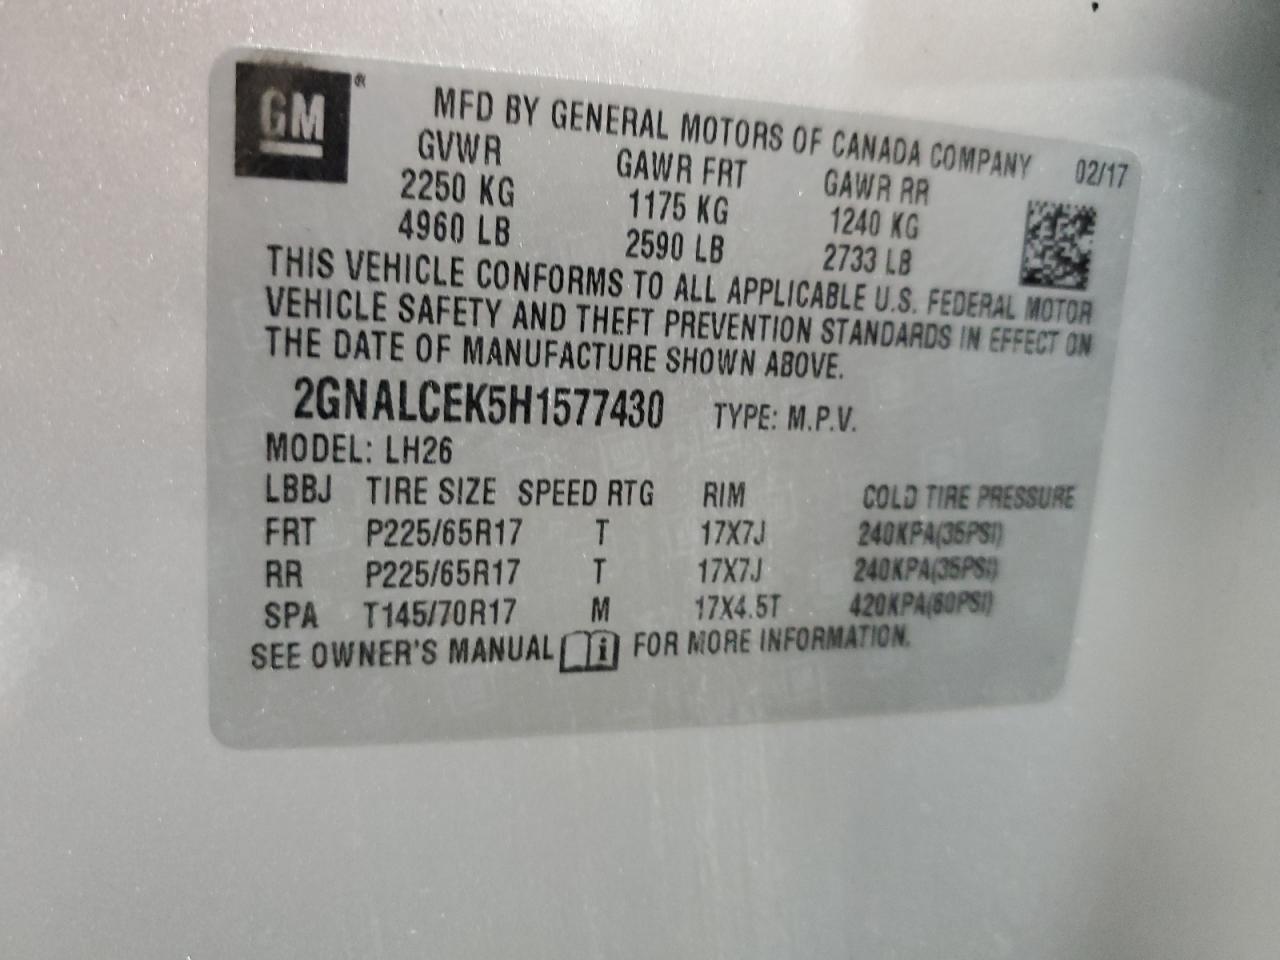 GM ®
MFD BY GENERAL MOTORS OF CANADA COMPANY 02/17
GVWR GAWR FRT GAWR RR
2250 KG 1175 KG 1240 KG
4960 LB 2590 LB 2733 LB
THIS VEHICLE CONFORMS TO ALL APPLICABLE U.S. FEDERAL MOTOR
VEHICLE SAFETY AND THEFT PREVENTION STANDARDS IN EFFECT ON
THE DATE OF MANUFACTURE SHOWN ABOVE.
2GNALCEK5H1577430 TYPE: M.P.V.
MODEL: LH26
LBBJ TIRE SIZE SPEED RTG RIM COLD TIRE PRESSURE
FRT P225/65R17 T 17X7J 240KPA(35PSI)
RR P225/65R17 T 17X7J 240KPA(35PSI)
SPA T145/70R17 M 17X4.5T 420KPA(60PSI)
SEE OWNER'S MANUAL i FOR MORE INFORMATION.